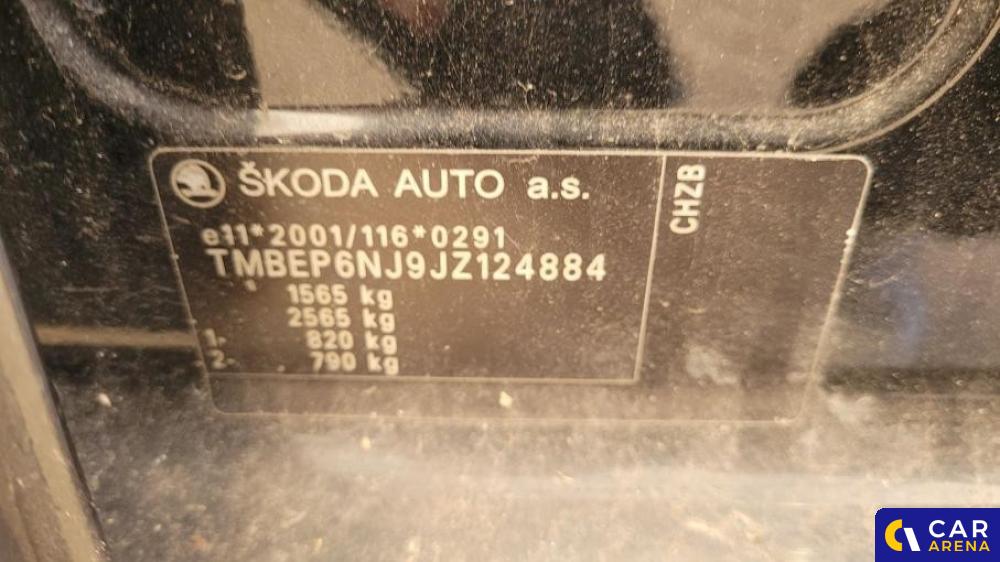 ŠKODA AUTO a.s.
CHZB
e11*2001/116*0291
TMBEP6NJ9JZ124884
1565 kg
2565 kg
1- 820 kg
2- 790 kg
CAR
ARENA